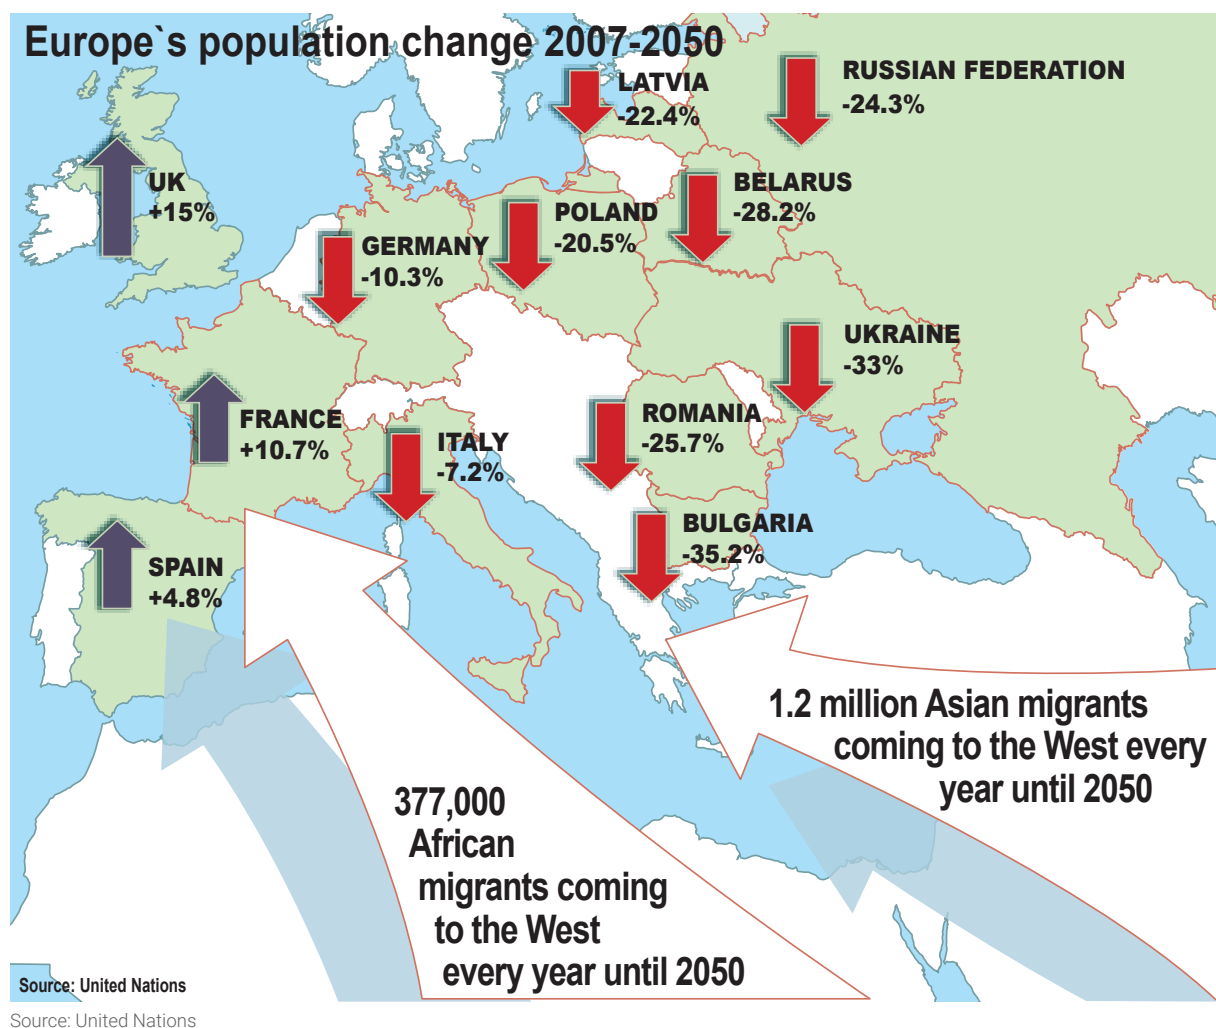 Europe`s population change 2007-2050
LATVIA
-22.4%
RUSSIAN FEDERATION
-24.3%
UK
+15%
BELARUS
-28.2%
POLAND
-20.5%
GERMANY
-10.3%
UKRAINE
-33%
FRANCE
+10.7%
ROMANIA
-25.7%
ITALY
-7.2%
BULGARIA
-35.2%
SPAIN
+4.8%
1.2 million Asian migrants
coming to the West every
year until 2050
377,000
African
migrants coming
to the West
every year until 2050
Source: United Nations
Source: United Nations